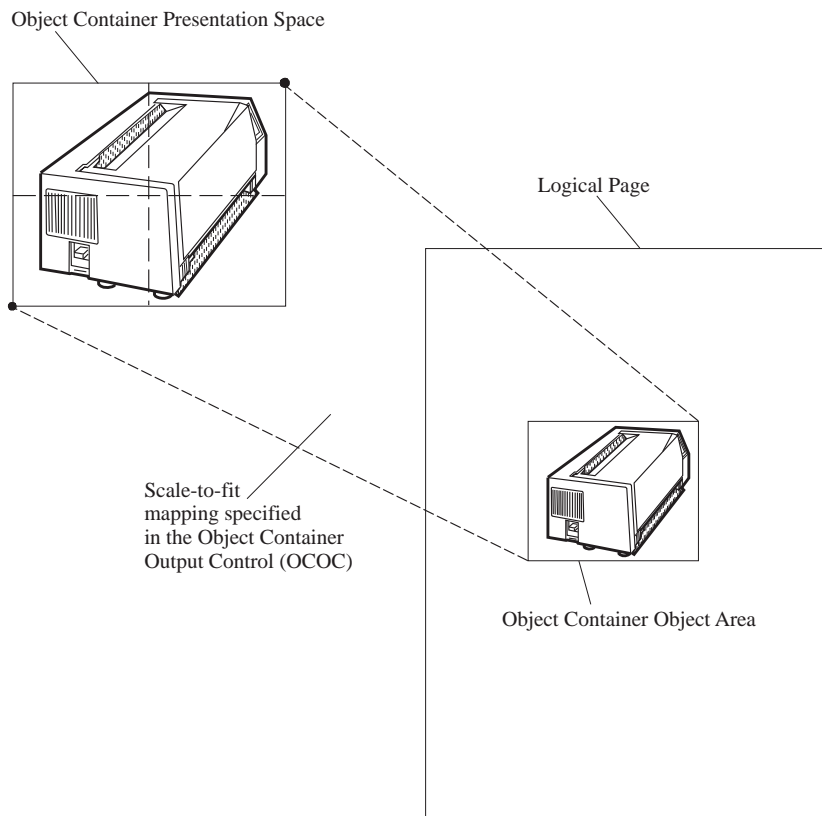 Object Container Presentation Space
Logical Page
Scale-to-fit
mapping specified
in the Object Container
Output Control (OCOC)
Object Container Object Area